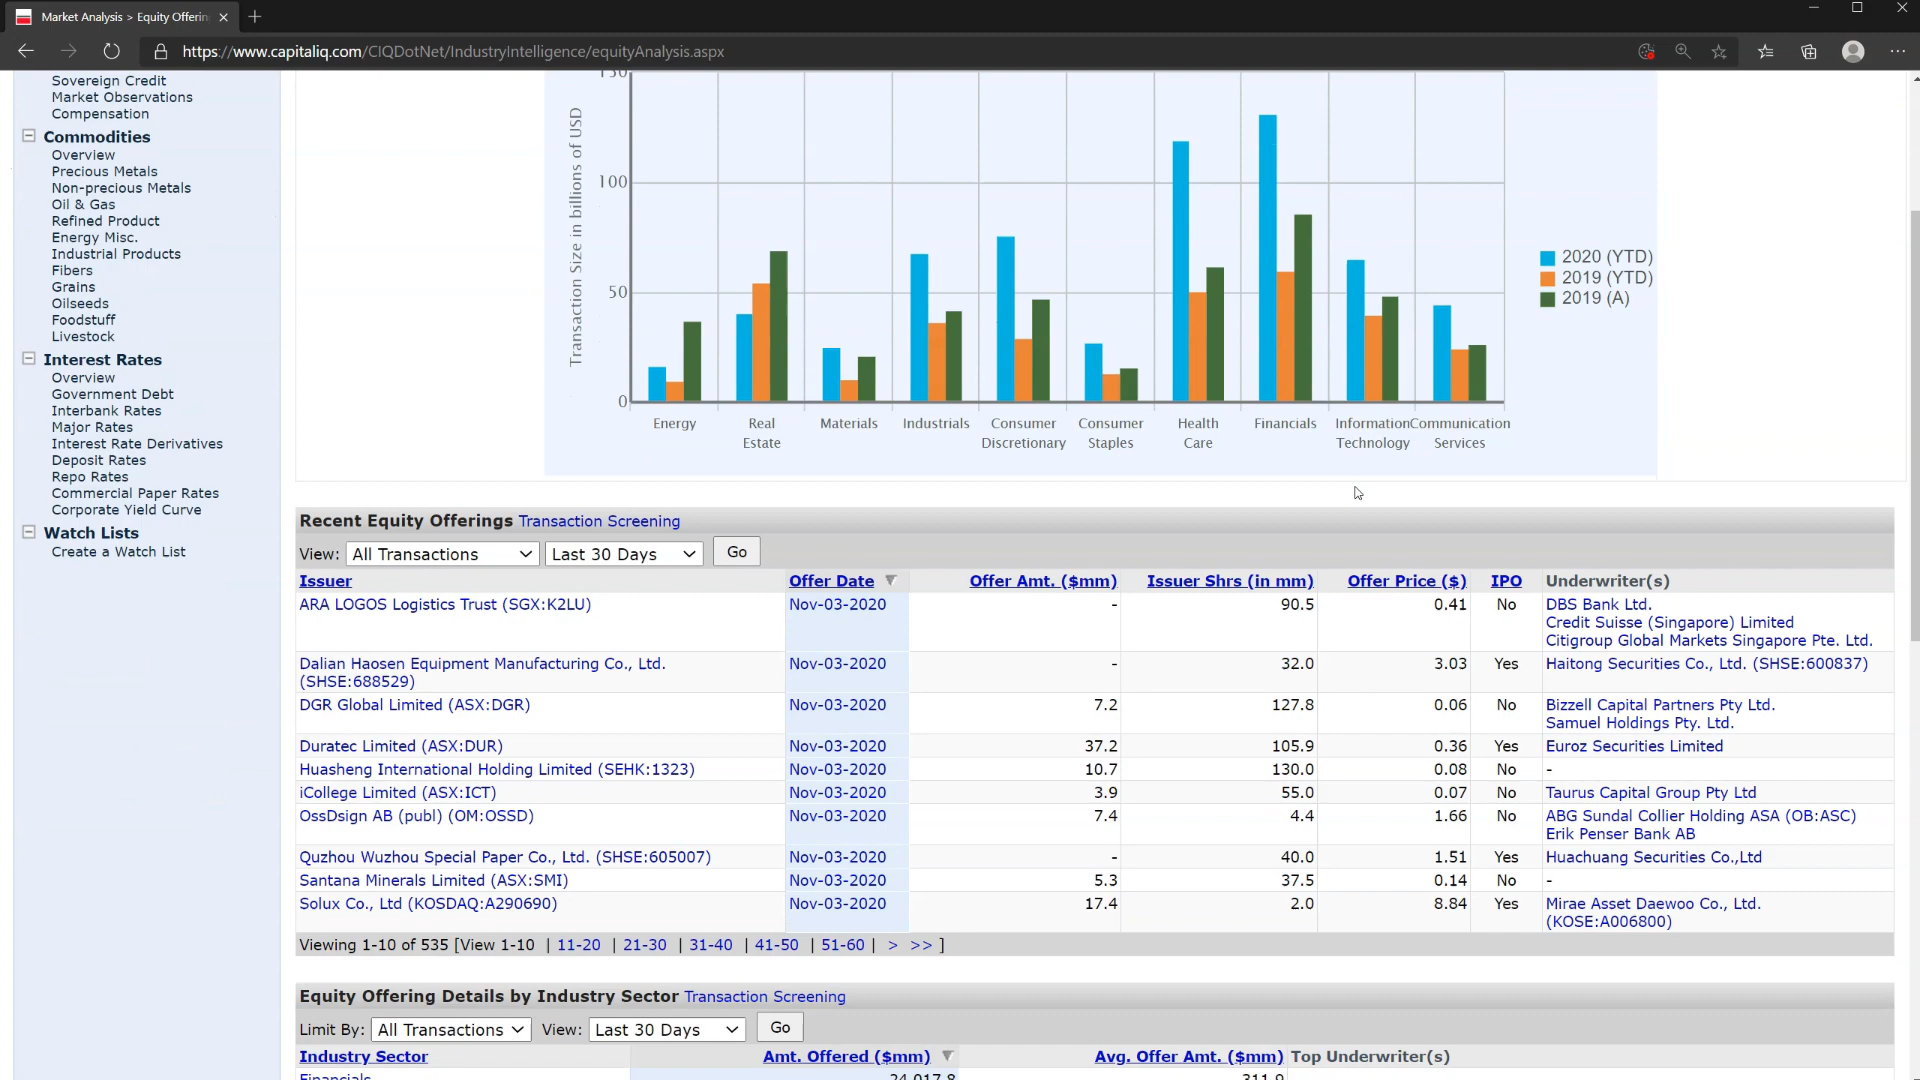 Market Analysis > Equity Offerin
https://www.capitaliq.com/CIQDotNet/IndustryIntelligence/equityAnalysis.aspx
Sovereign Credit
Market Observations
Compensation
Commodities
Overview
Precious Metals
Non-precious Metals
Oil & Gas
Refined Product
Energy Misc.
Industrial Products
Fibers
Grains
Oilseeds
Foodstuff
Livestock
Interest Rates
Overview
Government Debt
Interbank Rates
Major Rates
Interest Rate Derivatives
Deposit Rates
Repo Rates
Commercial Paper Rates
Corporate Yield Curve
Watch Lists
Create a Watch List
Transaction Size in billions of USD
150
100
50
0
Energy
Real
Estate
Materials
Industrials
Consumer
Discretionary
Consumer
Staples
Health
Care
Financials
Information
Technology
Communication
Services
2020 (YTD)
2019 (YTD)
2019 (A)
Recent Equity Offerings Transaction Screening
View: All Transactions Last 30 Days Go
Issuer Offer Date Offer Amt. ($mm) Issuer Shrs (in mm) Offer Price ($) IPO Underwriter(s)
ARA LOGOS Logistics Trust (SGX:K2LU) Nov-03-2020 - 90.5 0.41 No DBS Bank Ltd.
Credit Suisse (Singapore) Limited
Citigroup Global Markets Singapore Pte. Ltd.
Dalian Haosen Equipment Manufacturing Co., Ltd. Nov-03-2020 - 32.0 3.03 Yes Haitong Securities Co., Ltd. (SHSE:600837)
(SHSE:688529)
DGR Global Limited (ASX:DGR) Nov-03-2020 7.2 127.8 0.06 No Bizzell Capital Partners Pty Ltd.
Samuel Holdings Pty. Ltd.
Duratec Limited (ASX:DUR) Nov-03-2020 37.2 105.9 0.36 Yes Euroz Securities Limited
Huasheng International Holding Limited (SEHK:1323) Nov-03-2020 10.7 130.0 0.08 No -
iCollege Limited (ASX:ICT) Nov-03-2020 3.9 55.0 0.07 No Taurus Capital Group Pty Ltd
OssDsign AB (publ) (OM:OSSD) Nov-03-2020 7.4 4.4 1.66 No ABG Sundal Collier Holding ASA (OB:ASC)
Erik Penser Bank AB
Quzhou Wuzhou Special Paper Co., Ltd. (SHSE:605007) Nov-03-2020 - 40.0 1.51 Yes Huachuang Securities Co.,Ltd
Santana Minerals Limited (ASX:SMI) Nov-03-2020 5.3 37.5 0.14 No -
Solux Co., Ltd (KOSDAQ:A290690) Nov-03-2020 17.4 2.0 8.84 Yes Mirae Asset Daewoo Co., Ltd.
(KOSE:A006800)
Viewing 1-10 of 535 [View 1-10 | 11-20 | 21-30 | 31-40 | 41-50 | 51-60 | > >> ]
Equity Offering Details by Industry Sector Transaction Screening
Limit By: All Transactions View: Last 30 Days Go
Industry Sector Amt. Offered ($mm) Avg. Offer Amt. ($mm) Top Underwriter(s)
Financials 24,017.8 311.9